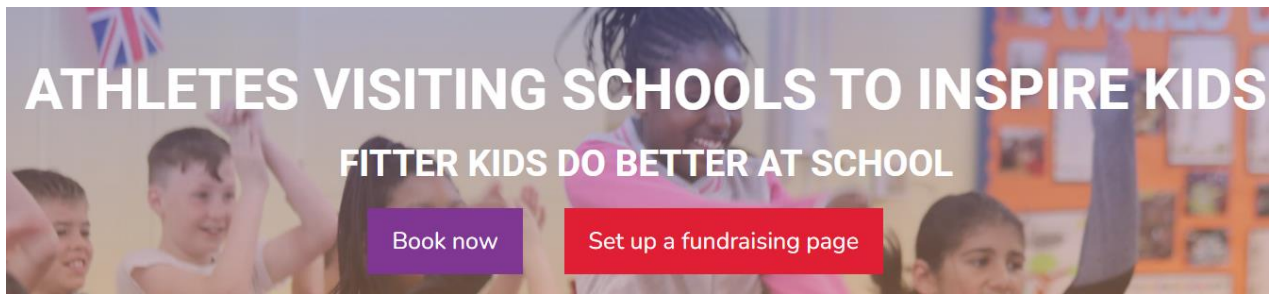 ATHLETES VISITING SCHOOLS TO INSPIRE KIDS
FITTER KIDS DO BETTER AT SCHOOL
Book now
Set up a fundraising page